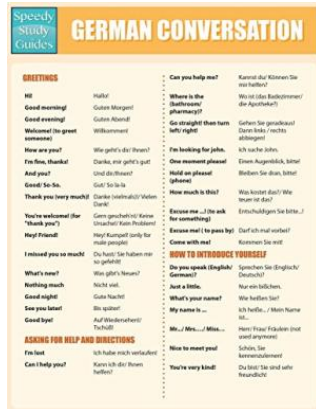 Speedy
Study
Guides
GERMAN CONVERSATION
GREETINGS
Hi! Hallo!
Good morning! Guten Morgen!
Good evening! Guten Abend!
Welcome! (to greet Willkommen!
someone)
How are you? Wie geht's dir/ Ihnen?
I'm fine, thanks! Danke, mir geht's gut!
And you? Und dir/Ihnen?
Good/ So-So. Gut/ So la-la
Thank you (very much)! Danke (vielmals)!/ Vielen
Dank!
You're welcome! (for Gern geschehn!/ Keine
"thank you") Ursache!/ Kein Problem!
Hey! Friend! Hey! Kumpel! (only for
male people)
I missed you so much! Du hast/ Sie haben mir
so gefehlt!
What's new? Was gibt's Neues?
Nothing much Nicht viel.
Good night! Gute Nacht!
See you later! Bis später!
Good bye! Auf Wiedersehen!/
Tschüß!
ASKING FOR HELP AND DIRECTIONS
I'm lost Ich habe mich verlaufen!
Can I help you? Kann ich dir/ Ihnen
helfen?
Can you help me? Kannst du/ Können Sie
mir helfen?
Where is the Wo ist (das Badezimmer/
(bathroom/ die Apotheke?)
pharmacy)?
Go straight! then turn Gehen Sie geradeaus!
left/ right! Dann links / rechts
abbiegen!
I'm looking for john. Ich suche John.
One moment please! Einen Augenblick, bitte!
Hold on please! Bleiben Sie dran, bitte!
(phone)
How much is this? Was kostet das?/ Wie
teuer ist das?
Excuse me ...! (to ask Entschuldigen Sie bitte...!
for something)
Excuse me! ( to pass by) Darf ich mal vorbei?
Come with me! Kommen Sie mit!
HOW TO INTRODUCE YOURSELF
Do you speak (English/ Sprechen Sie (Englisch/
German)? Deutsch)?
Just a little. Nur ein bißchen.
What's your name? Wie heißen Sie?
My name is ... Ich heiße.. / Mein Name
ist...
Mr.../ Mrs..../ Miss... Herr/ Frau/ Fräulein (not
used anymore)
Nice to meet you! Schön, Sie
kennenzulernen!
You're very kind! Du bist/ Sie sind sehr
freundlich!